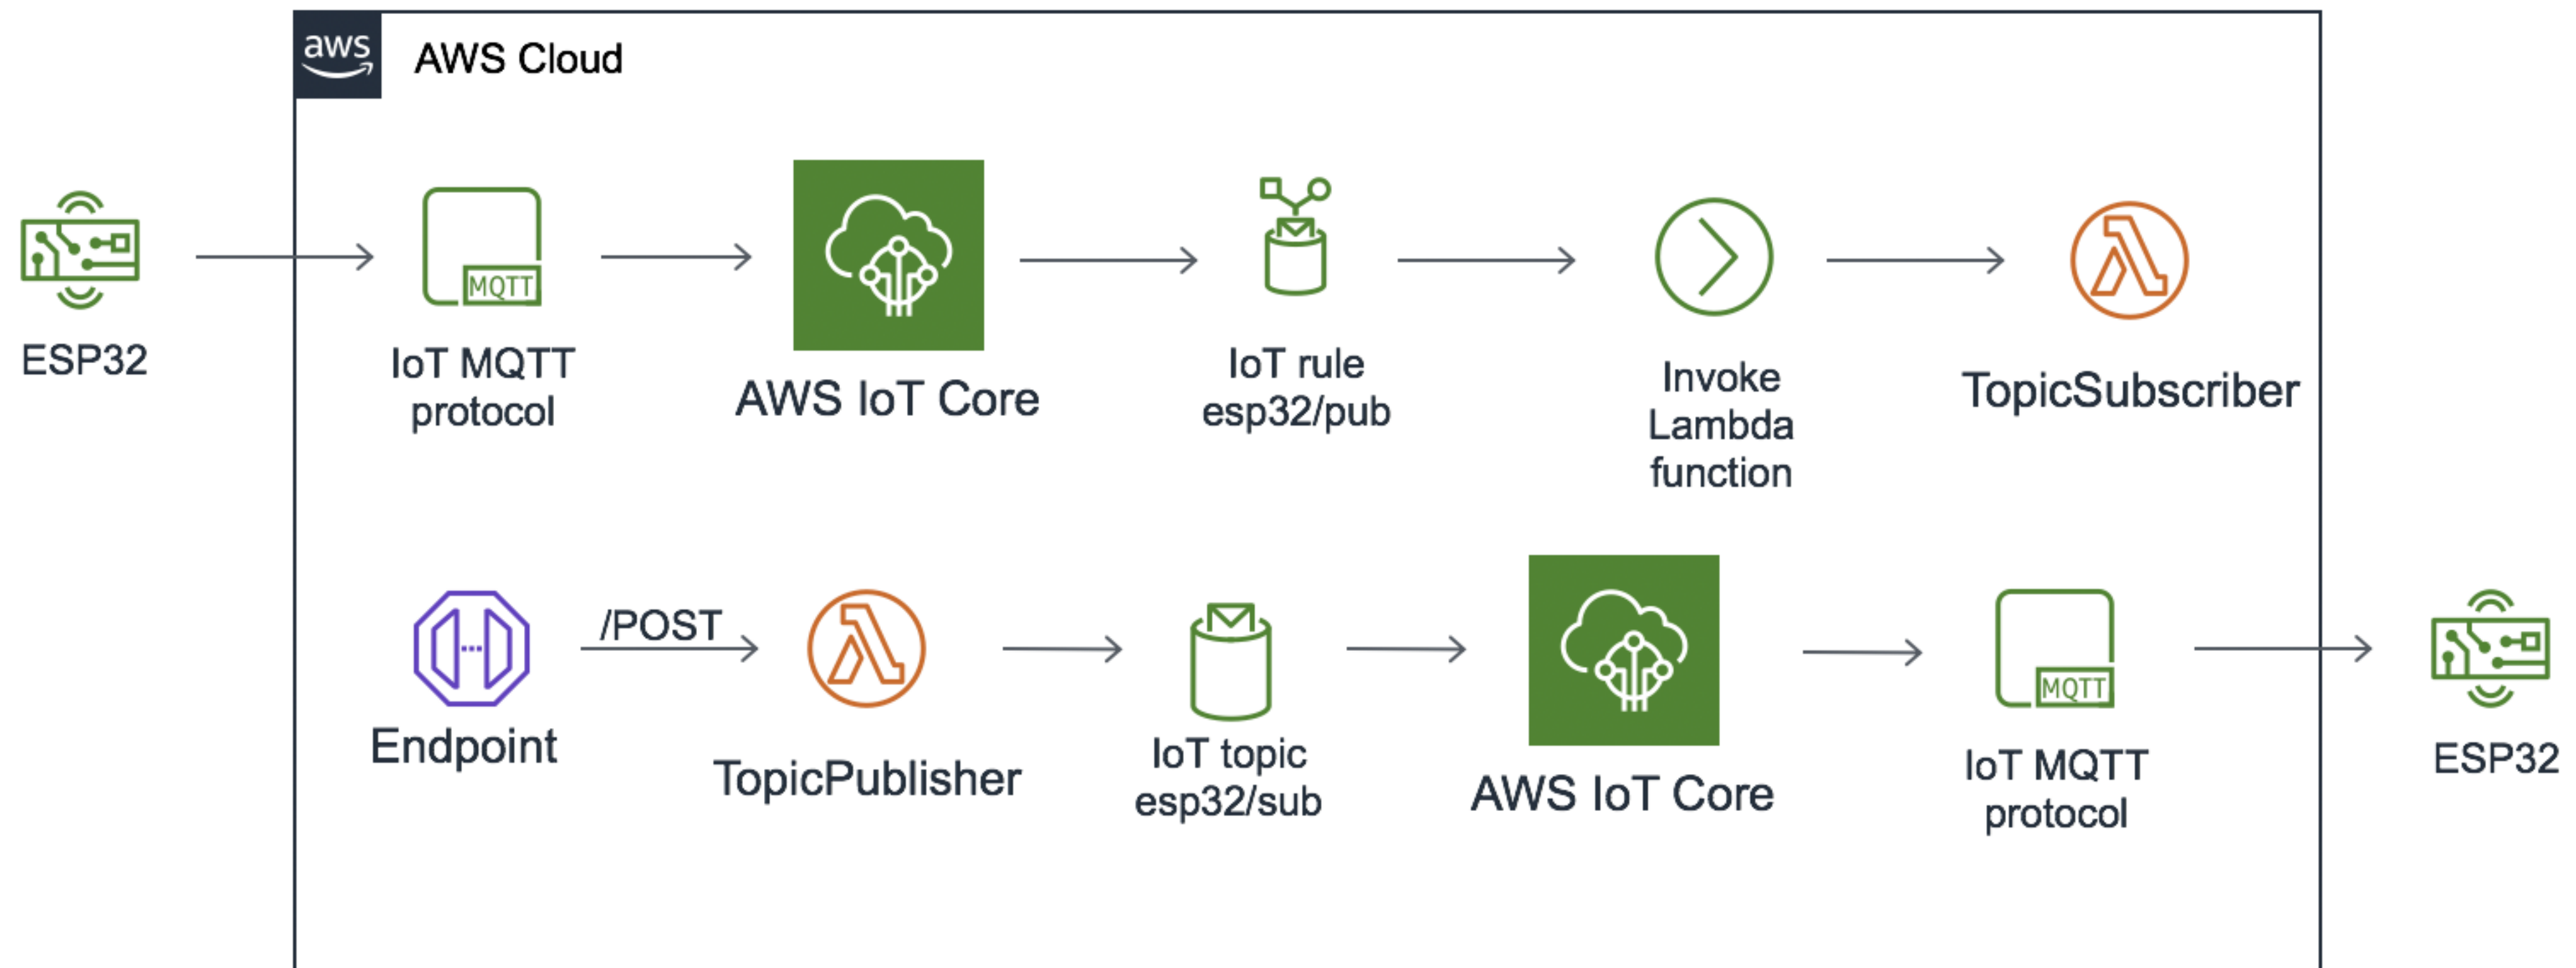 aws
AWS Cloud
MQTT
ESP32
IoT MQTT
protocol
AWS IoT Core
IoT rule
esp32/pub
Invoke
Lambda
function
TopicSubscriber
/POST
MQTT
Endpoint
TopicPublisher
IoT topic
esp32/sub
AWS IoT Core
IoT MQTT
protocol
ESP32